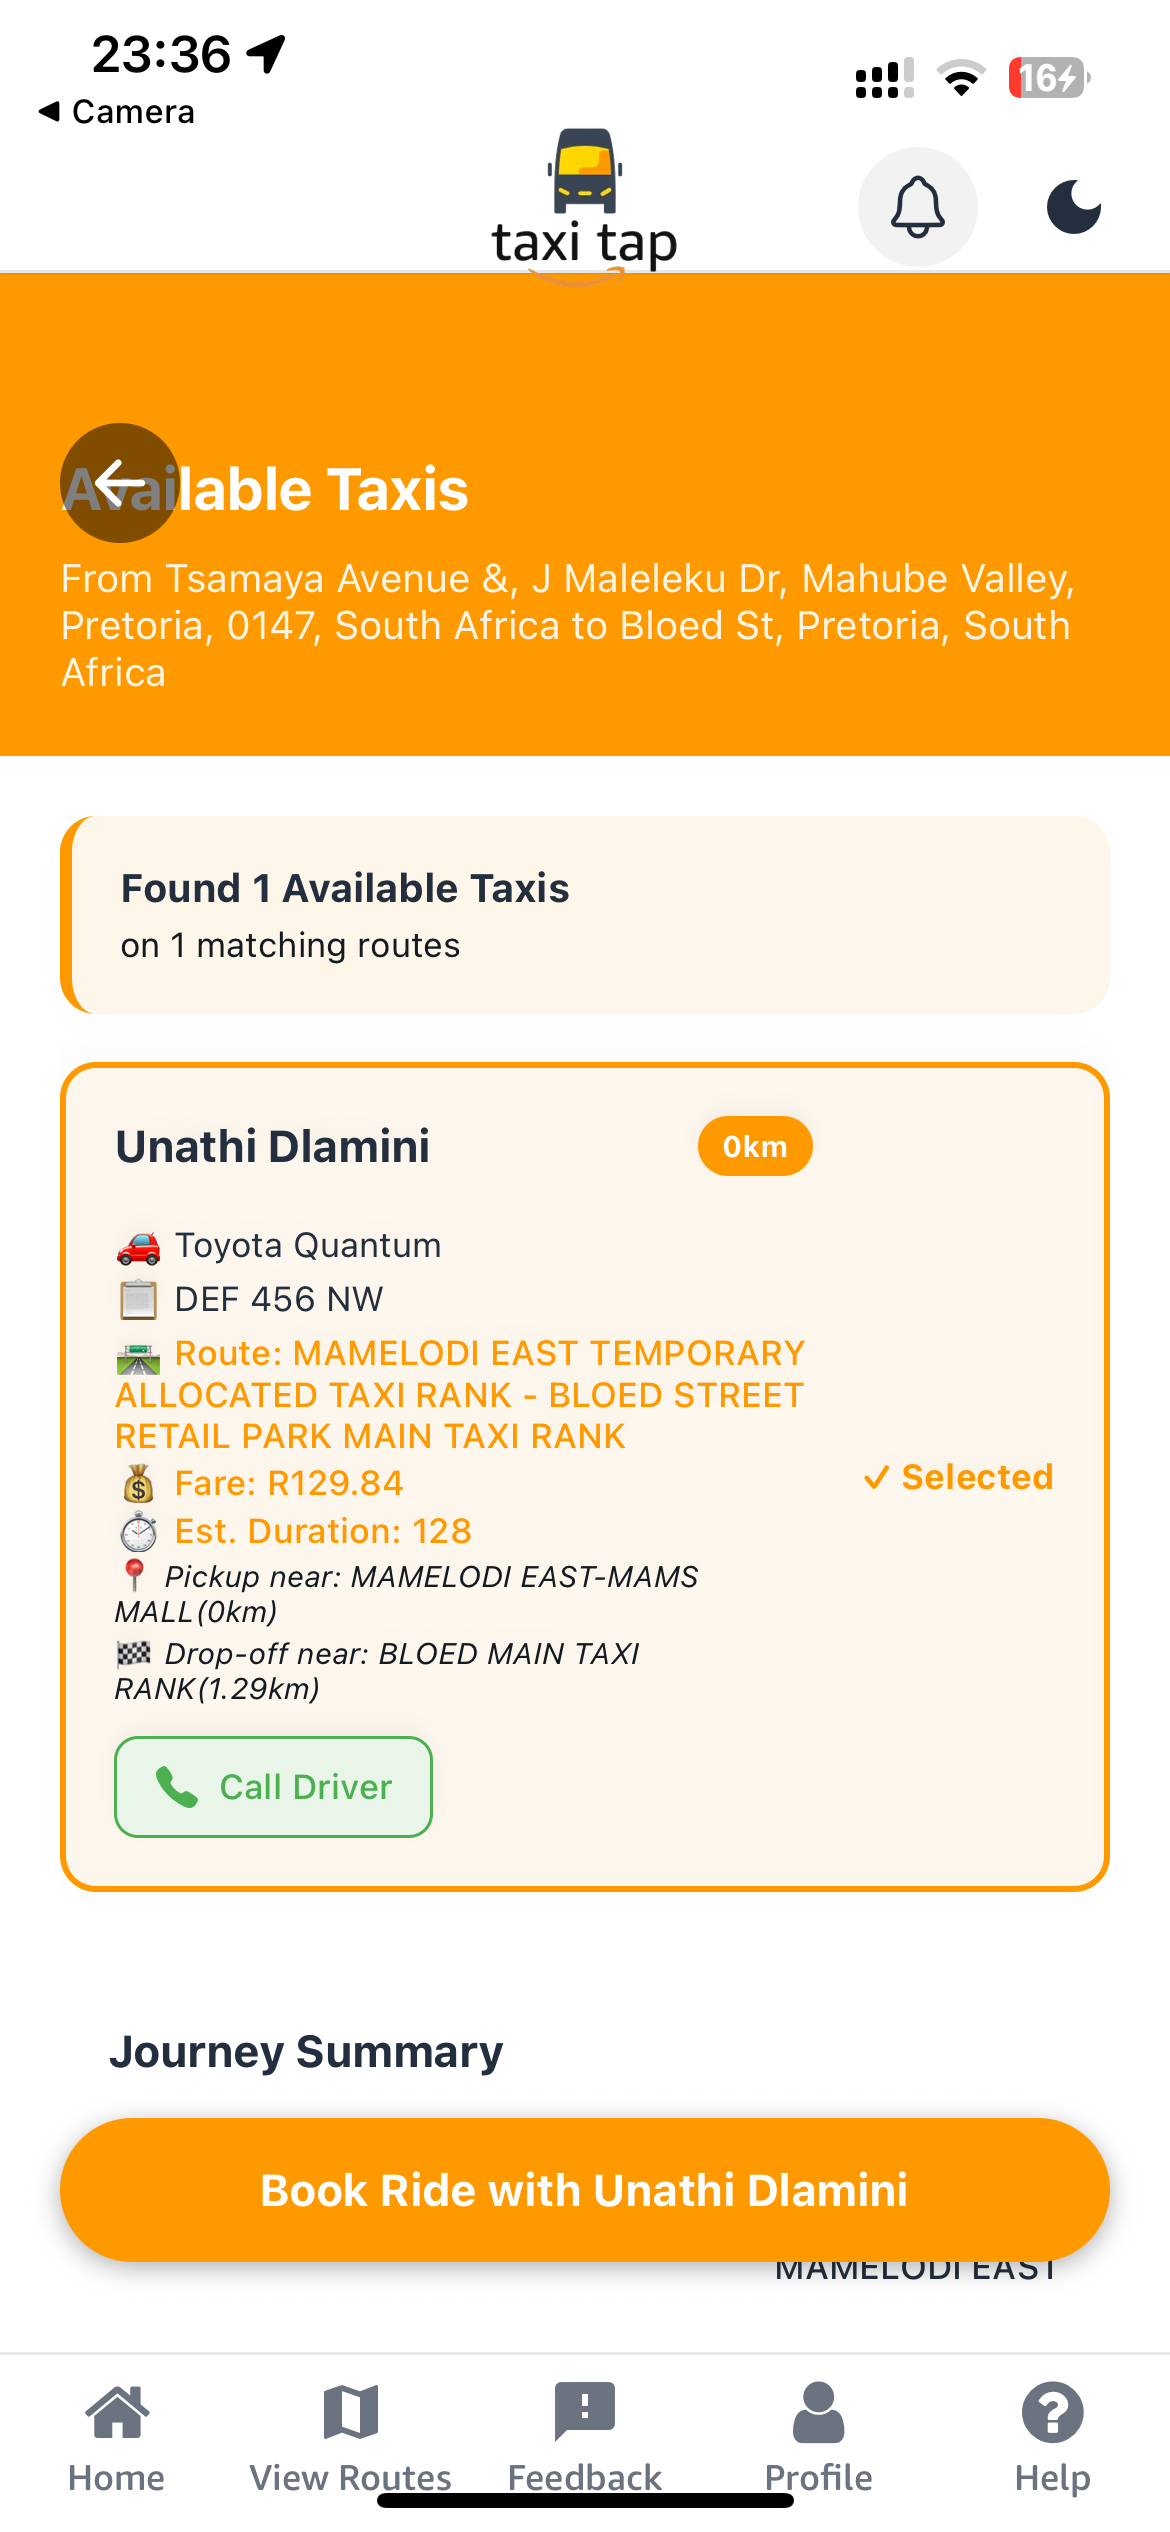 23:36
16
◀ Camera
taxi tap
Available Taxis
From Tsamaya Avenue &, J Maleleku Dr, Mahube Valley,
Pretoria, 0147, South Africa to Bloed St, Pretoria, South
Africa
Found 1 Available Taxis
on 1 matching routes
Unathi Dlamini
0km
Toyota Quantum
DEF 456 NW
Route: MAMELODI EAST TEMPORARY
ALLOCATED TAXI RANK - BLOED STREET
RETAIL PARK MAIN TAXI RANK
Fare: R129.84
✓ Selected
Est. Duration: 128
Pickup near: MAMELODI EAST-MAMS
MALL(0km)
Drop-off near: BLOED MAIN TAXI
RANK(1.29km)
Call Driver
Journey Summary
Book Ride with Unathi Dlamini
MAMELODI EAST
Home
View Routes
Feedback
Profile
Help